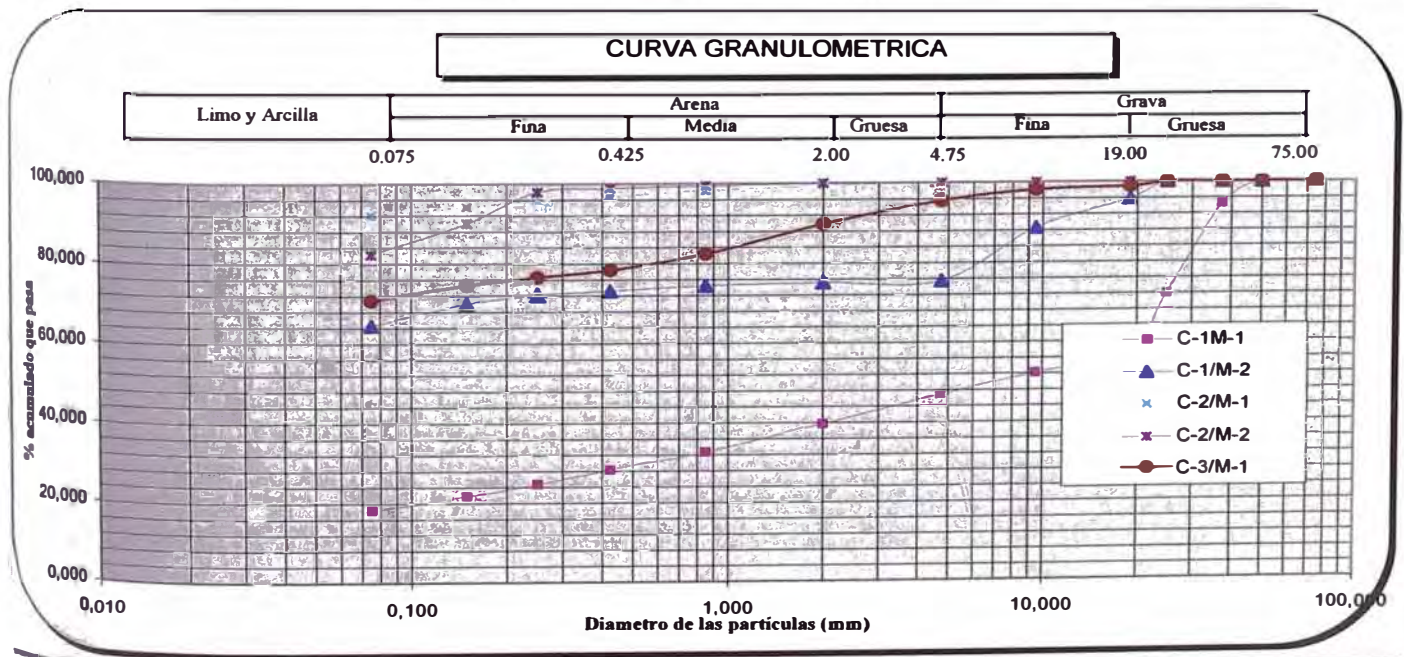 CURVA GRANULOMETRICA
Limo y Arcilla
Arena
Grava
Fina
Media
Gruesa
Fina
Gruesa
0.075
0.425
2.00
4.75
19.00
75.00
100,000
80,000
60,000
40,000
20,000
0,000
% acumulado que pasa
0,010
0,100
1,000
10,000
100,000
Diametro de las partículas (mm)
C-1M-1
C-1/M-2
C-2/M-1
C-2/M-2
C-3/M-1